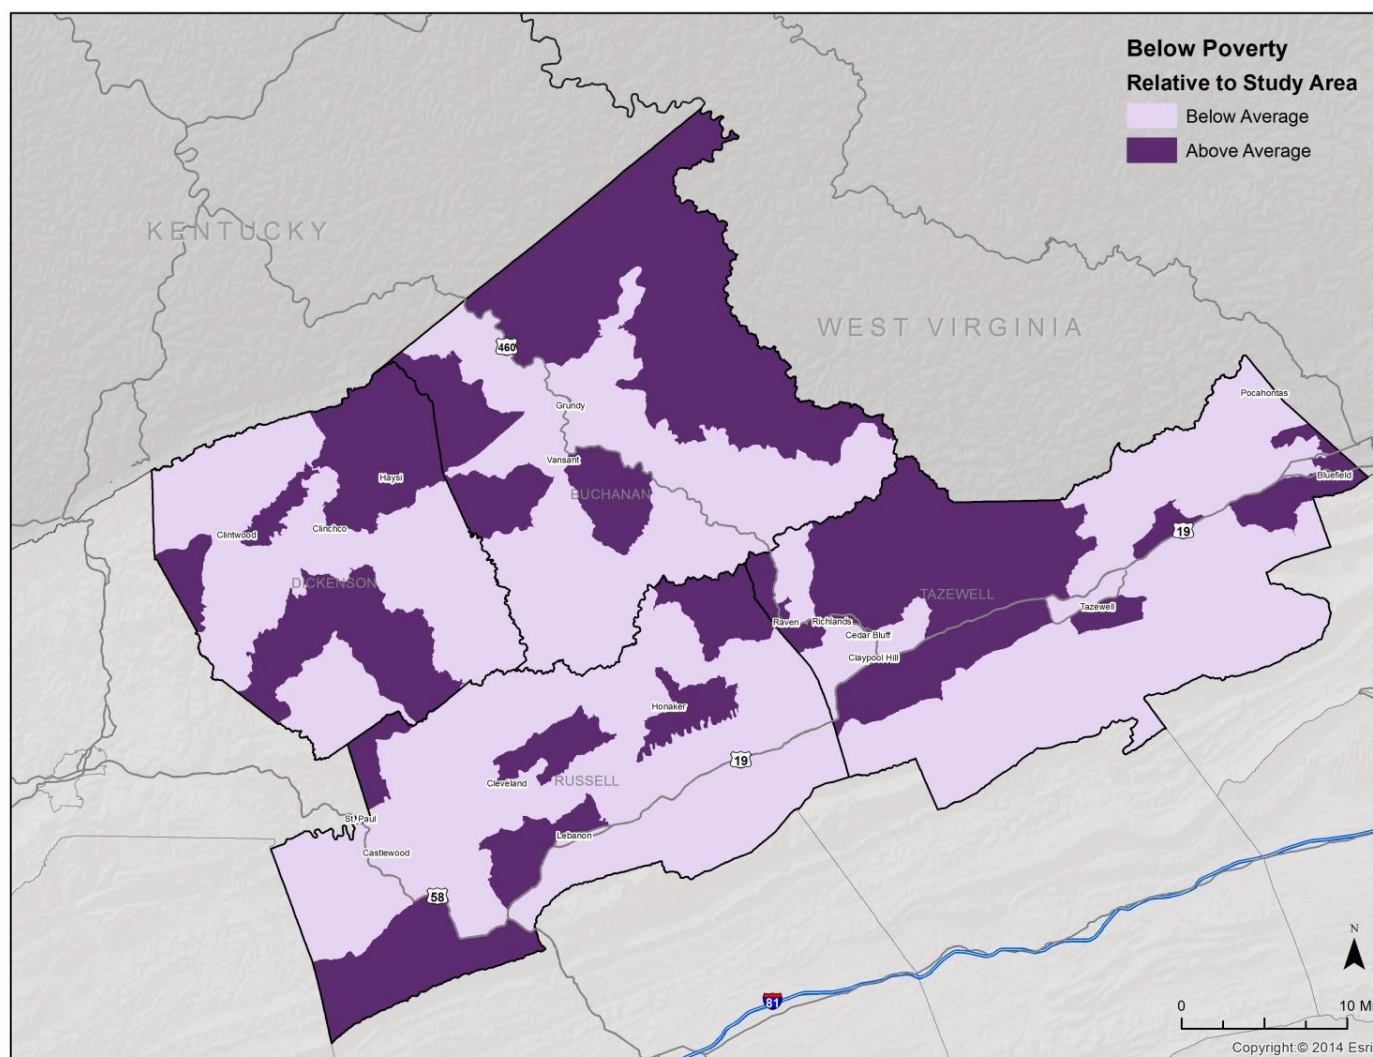 Below Poverty
Relative to Study Area
Below Average
Above Average
KENTUCKY
WEST VIRGINIA
460
Pocahontas
Grundy
Vansant
Haysi
Bluefield
BUCHANAN
Clinchco
Clintwood
19
DICKENSON
TAZEWELL
Tazewell
Raven
Richlands
Cedar Bluff
Claypool Hill
Honaker
19
Cleveland
RUSSELL
St. Paul
Lebanon
Castlewood
58
N
81
0
10 Mi
Copyright:© 2014 Esri